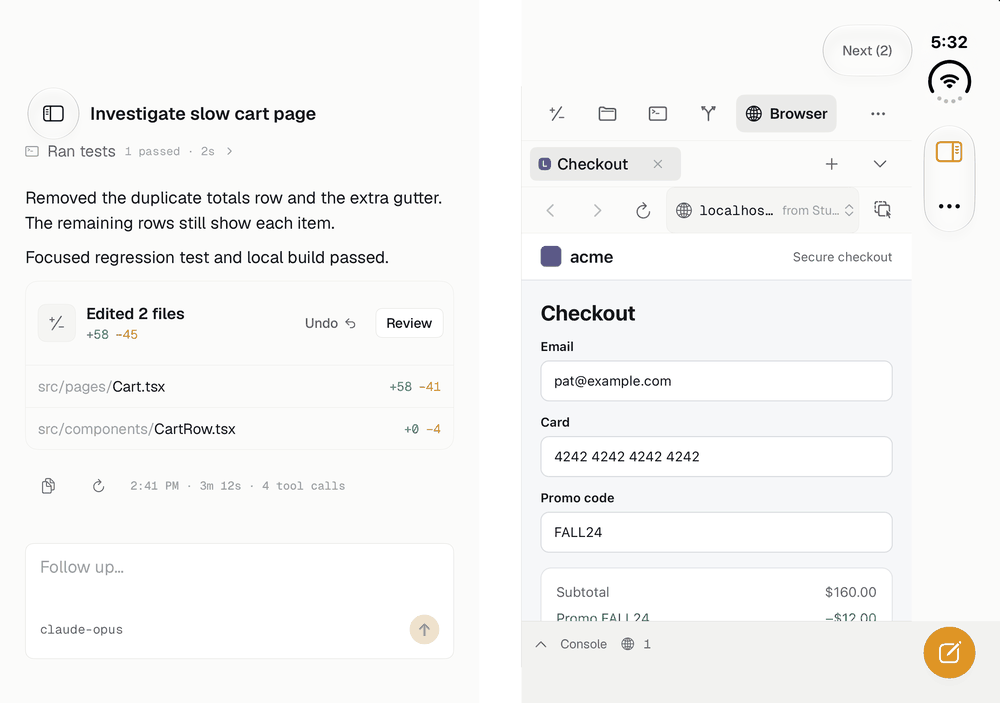 Investigate slow cart page
Ran tests 1 passed · 2s
Removed the duplicate totals row and the extra gutter.
The remaining rows still show each item.
Focused regression test and local build passed.
Edited 2 files
+58 −45
Undo
Review
src/pages/Cart.tsx +58 −41
src/components/CartRow.tsx +0 −4
2:41 PM · 3m 12s · 4 tool calls
Follow up…
claude-opus
Next (2)
5:32
Browser
L Checkout
localhos… from Stu…
acme
Secure checkout
Checkout
Email
pat@example.com
Card
4242 4242 4242 4242
Promo code
FALL24
Subtotal $160.00
Promo FALL24 −$12.00
Console 1